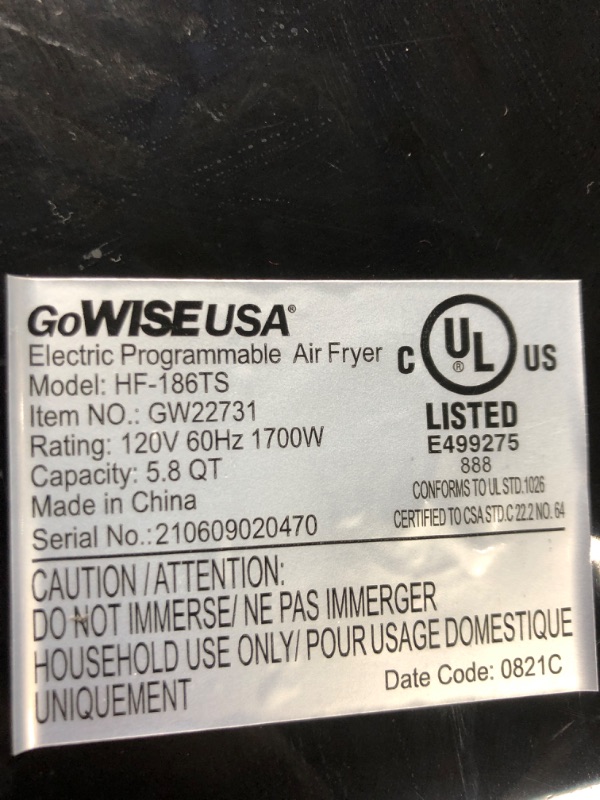 GoWISEUSA®
Electric Programmable Air Fryer
Model: HF-186TS
Item NO.: GW22731
Rating: 120V 60Hz 1700W
Capacity: 5.8 QT
Made in China
Serial No.:210609020470
C UL® US
LISTED
E499275
888
CONFORMS TO UL STD.1026
CERTIFIED TO CSA STD.C 22.2 NO. 64
CAUTION /ATTENTION:
DO NOT IMMERSE/ NE PAS IMMERGER
HOUSEHOLD USE ONLY/ POUR USAGE DOMESTIQUE
UNIQUEMENT
Date Code: 0821C